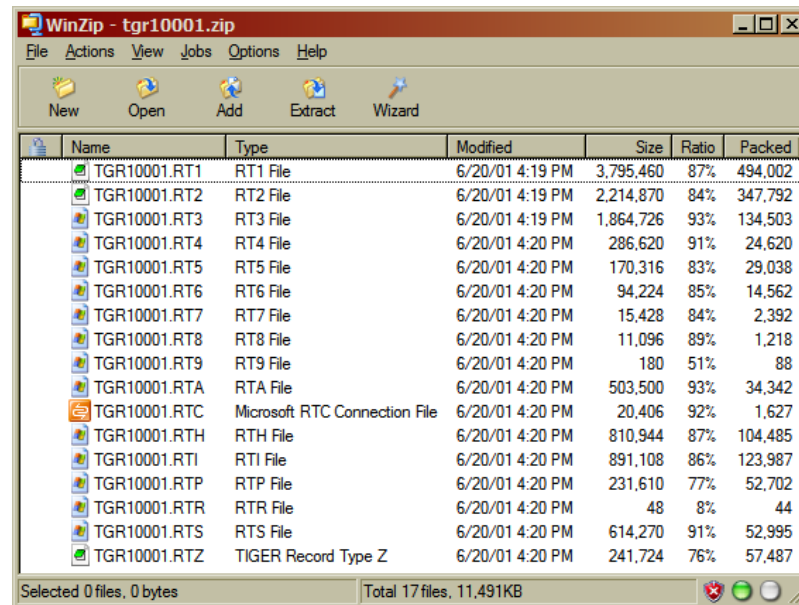 WinZip - tgr10001.zip
File Actions View Jobs Options Help
New Open Add Extract Wizard
Name Type Modified Size Ratio Packed
TGR10001.RT1 RT1 File 6/20/01 4:19 PM 3,795,460 87% 494,002
TGR10001.RT2 RT2 File 6/20/01 4:19 PM 2,214,870 84% 347,792
TGR10001.RT3 RT3 File 6/20/01 4:19 PM 1,864,726 93% 134,503
TGR10001.RT4 RT4 File 6/20/01 4:20 PM 286,620 91% 24,620
TGR10001.RT5 RT5 File 6/20/01 4:20 PM 170,316 83% 29,038
TGR10001.RT6 RT6 File 6/20/01 4:20 PM 94,224 85% 14,562
TGR10001.RT7 RT7 File 6/20/01 4:20 PM 15,428 84% 2,392
TGR10001.RT8 RT8 File 6/20/01 4:20 PM 11,096 89% 1,218
TGR10001.RT9 RT9 File 6/20/01 4:20 PM 180 51% 88
TGR10001.RTA RTA File 6/20/01 4:20 PM 503,500 93% 34,342
TGR10001.RTC Microsoft RTC Connection File 6/20/01 4:20 PM 20,406 92% 1,627
TGR10001.RTH RTH File 6/20/01 4:20 PM 810,944 87% 104,485
TGR10001.RTI RTI File 6/20/01 4:20 PM 891,108 86% 123,987
TGR10001.RTP RTP File 6/20/01 4:20 PM 231,610 77% 52,702
TGR10001.RTR RTR File 6/20/01 4:20 PM 48 8% 44
TGR10001.RTS RTS File 6/20/01 4:20 PM 614,270 91% 52,995
TGR10001.RTZ TIGER Record Type Z 6/20/01 4:20 PM 241,724 76% 57,487
Selected 0 files, 0 bytes Total 17 files, 11,491KB